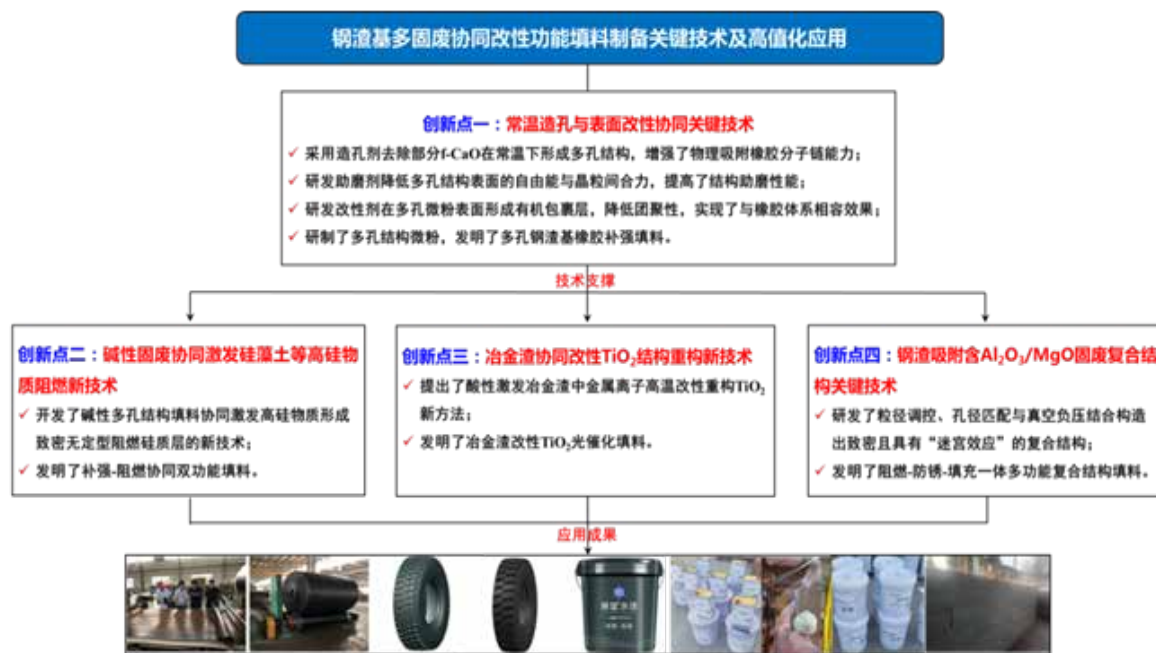 钢渣基多固废协同改性功能填料制备关键技术及高值化应用
创新点一：常温造孔与表面改性协同关键技术
✓ 采用造孔剂去除部分f-CaO在常温下形成多孔结构，增强了物理吸附橡胶分子链能力；
✓ 研发助磨剂降低多孔结构表面的自由能与晶粒间合力，提高了结构助磨性能；
✓ 研发改性剂在多孔微粉表面形成有机包裹层，降低团聚性，实现了与橡胶体系相容效果；
✓ 研制了多孔结构微粉，发明了多孔钢渣基橡胶补强填料。
技术支撑
创新点二：碱性固废协同激发硅藻土等高硅物
质阻燃新技术
✓ 开发了碱性多孔结构填料协同激发高硅物质形成
致密无定型阻燃硅质层的新技术；
✓ 发明了补强-阻燃协同双功能填料。
创新点三：冶金渣协同改性TiO₂结构重构新技术
✓ 提出了酸性激发冶金渣中金属离子高温改性重构TiO₂
新方法；
✓ 发明了冶金渣改性TiO₂光催化填料。
创新点四：钢渣吸附含Al₂O₃/MgO固废复合结
构关键技术
✓ 研发了粒径调控、孔径匹配与真空负压结合构造
出致密且具有“迷宫效应”的复合结构；
✓ 发明了阻燃-防锈-填充一体多功能复合结构填料。
应用成果